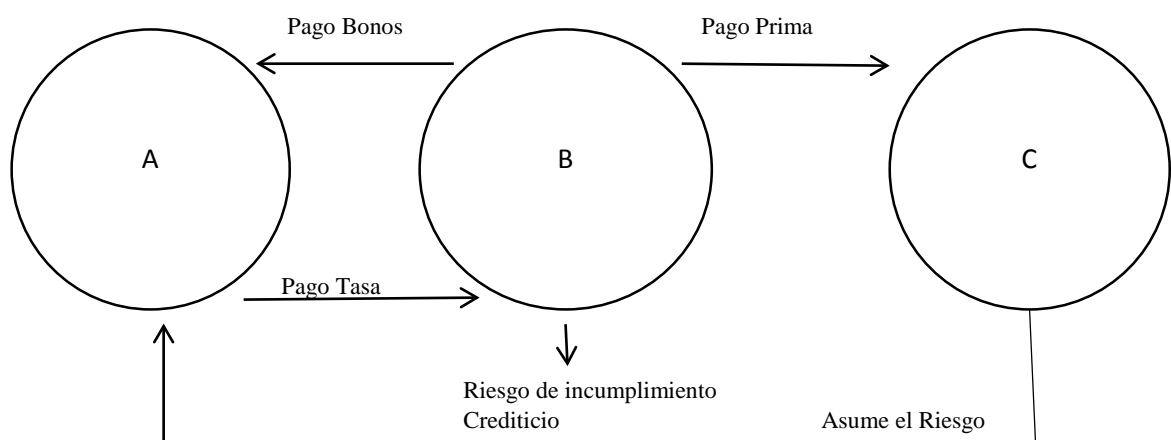 Pago Bonos
Pago Prima
A
B
C
Pago Tasa
Riesgo de incumplimiento
Crediticio
Asume el Riesgo